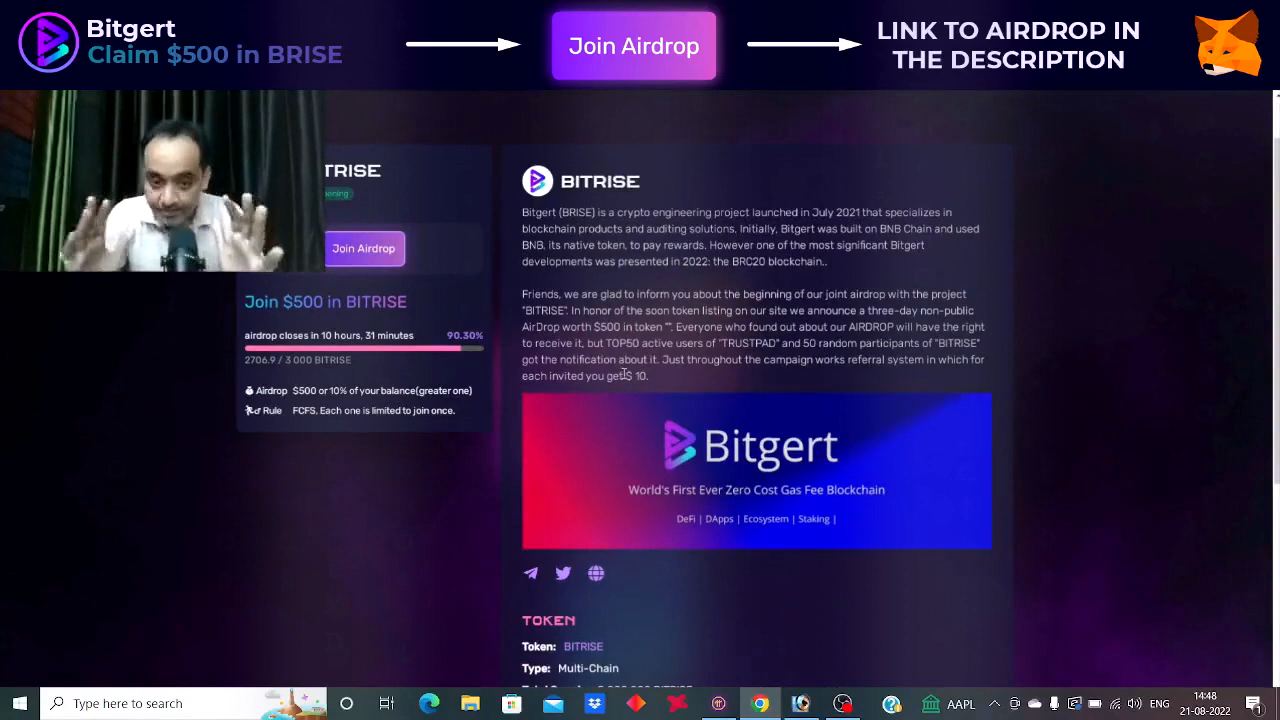 Bitgert
Claim $500 in BRISE
Join Airdrop
LINK TO AIRDROP IN
THE DESCRIPTION
TRISE
ening
Join Airdrop
Join $500 in BITRISE
airdrop closes in 10 hours, 31 minutes 90.30%
2706.9 / 3 000 BITRISE
Airdrop $500 or 10% of your balance(greater one)
Rule FCFS, Each one is limited to join once.
BITRISE
Bitgert (BRISE) is a crypto engineering project launched in July 2021 that specializes in
blockchain products and auditing solutions. Initially, Bitgert was built on BNB Chain and used
BNB, its native token, to pay rewards. However one of the most significant Bitgert
developments was presented in 2022: the BRC20 blockchain..
Friends, we are glad to inform you about the beginning of our joint airdrop with the project
"BITRISE". In honor of the soon token listing on our site we announce a three-day non-public
AirDrop worth $500 in token "". Everyone who found out about our AIRDROP will have the right
to receive it, but TOP50 active users of "TRUSTPAD" and 50 random participants of "BITRISE"
got the notification about it. Just throughout the campaign works referral system in which for
each invited you get $ 10.
Bitgert
World's First Ever Zero Cost Gas Fee Blockchain
DeFi | DApps | Ecosystem | Staking |
TOKEN
Token: BITRISE
Type: Multi-Chain
Type here to search
AAPL
ENG
14:48
29-08-2022